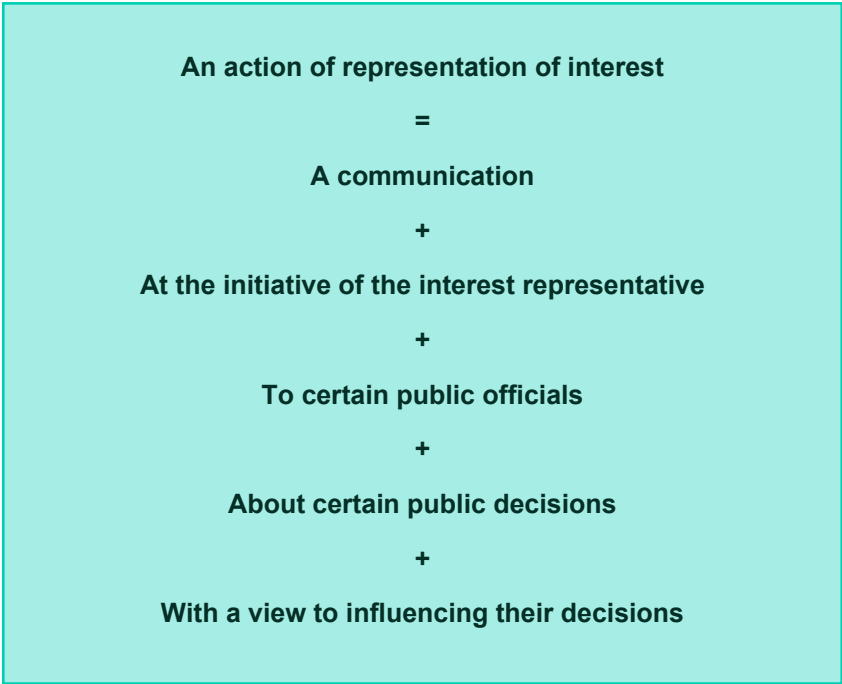 An action of representation of interest
=
A communication
+
At the initiative of the interest representative
+
To certain public officials
+
About certain public decisions
+
With a view to influencing their decisions